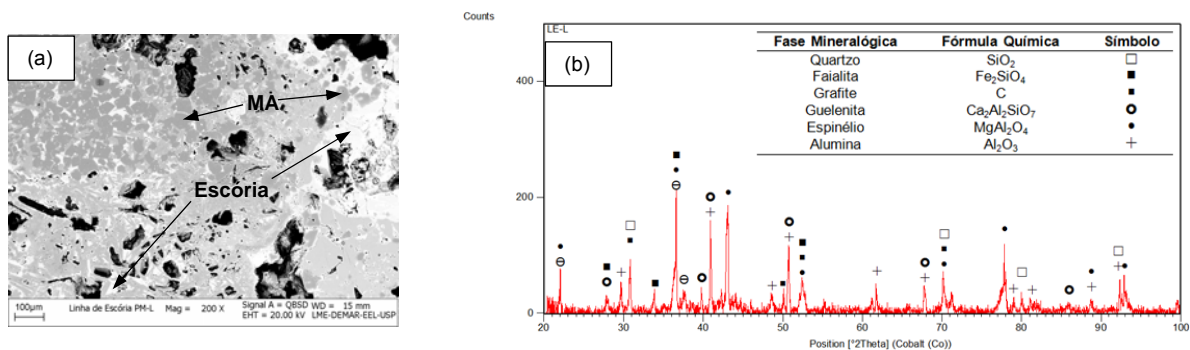 (a)
MA
Escória
100µm
Linha de Escória PM-L
Mag = 200 X
Signal A = QBSD
WD = 15 mm
EHT = 20.00 kV
LME-DEMAR-EEL-USP
Counts
LE-L
(b)
400
200
0
Fase Mineralógica Fórmula Química Símbolo
Quartzo SiO₂ □
Faialita Fe₂SiO₄ ■
Grafite C ■
Guelenita Ca₂Al₂SiO₇ O
Espinélio MgAl₂O₄ •
Alumina Al₂O₃ +
20 30 40 50 60 70 80 90 100
Position [°2Theta] (Cobalt (Co))